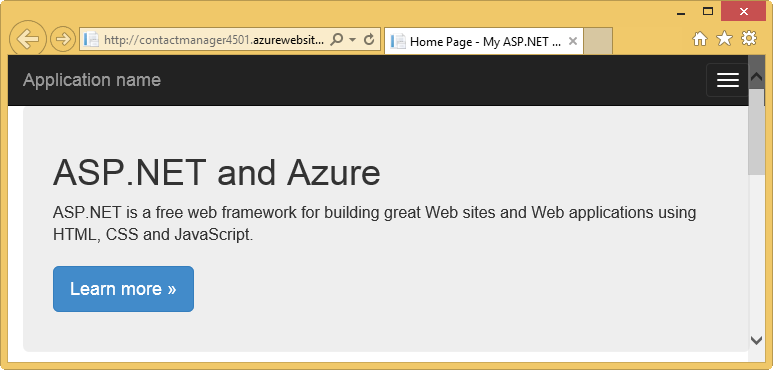 http://contactmanager4501.azurewebsit...
Home Page - My ASP.NET ...
Application name
ASP.NET and Azure
ASP.NET is a free web framework for building great Web sites and Web applications using
HTML, CSS and JavaScript.
Learn more »